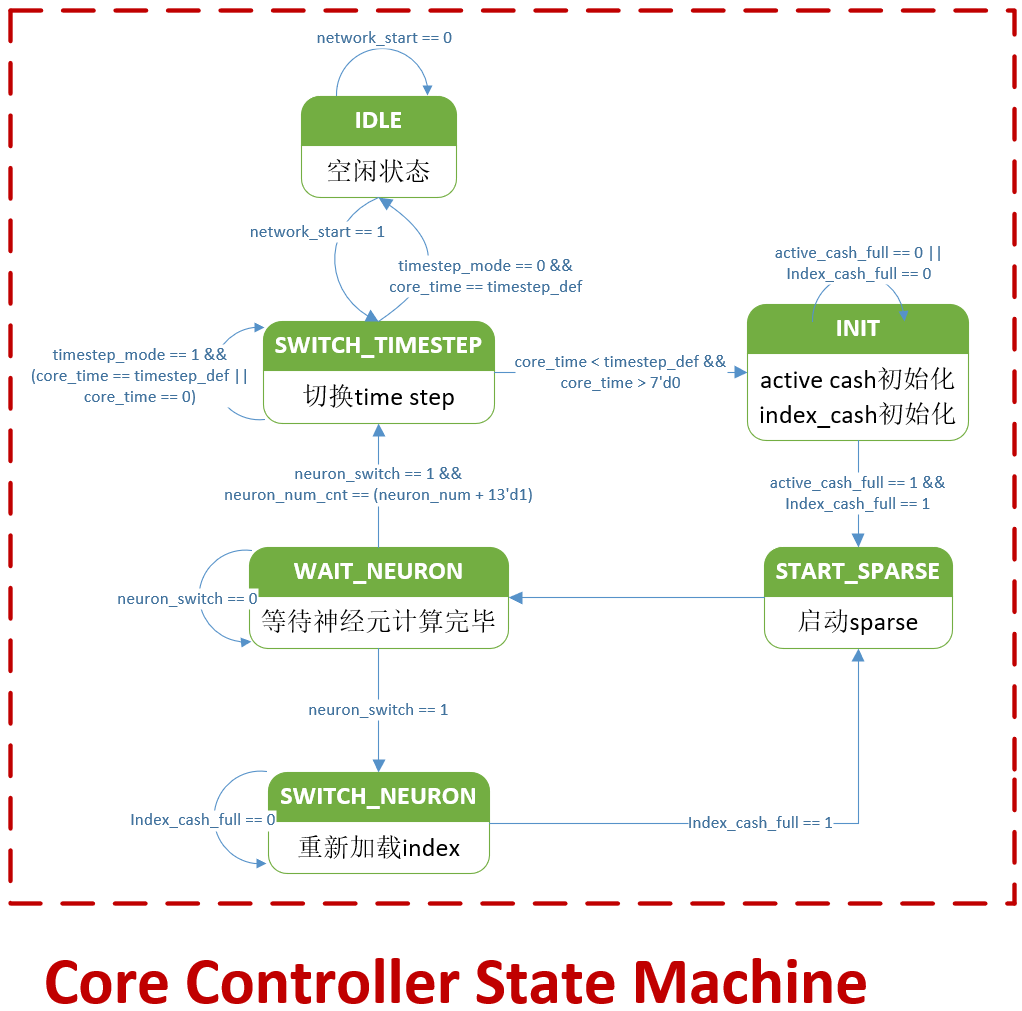 network_start == 0
IDLE
空闲状态
network_start == 1
timestep_mode == 0 &&
core_time == timestep_def
active_cash_full == 0 ||
Index_cash_full == 0
INIT
active cash初始化
index_cash初始化
SWITCH_TIMESTEP
切换time step
timestep_mode == 1 &&
(core_time == timestep_def ||
core_time == 0)
core_time < timestep_def &&
core_time > 7'd0
neuron_switch == 1 &&
neuron_num_cnt == (neuron_num + 13'd1)
active_cash_full == 1 &&
Index_cash_full == 1
WAIT_NEURON
等待神经元计算完毕
neuron_switch == 0
START_SPARSE
启动sparse
neuron_switch == 1
SWITCH_NEURON
重新加载index
Index_cash_full == 0
Index_cash_full == 1
Core Controller State Machine